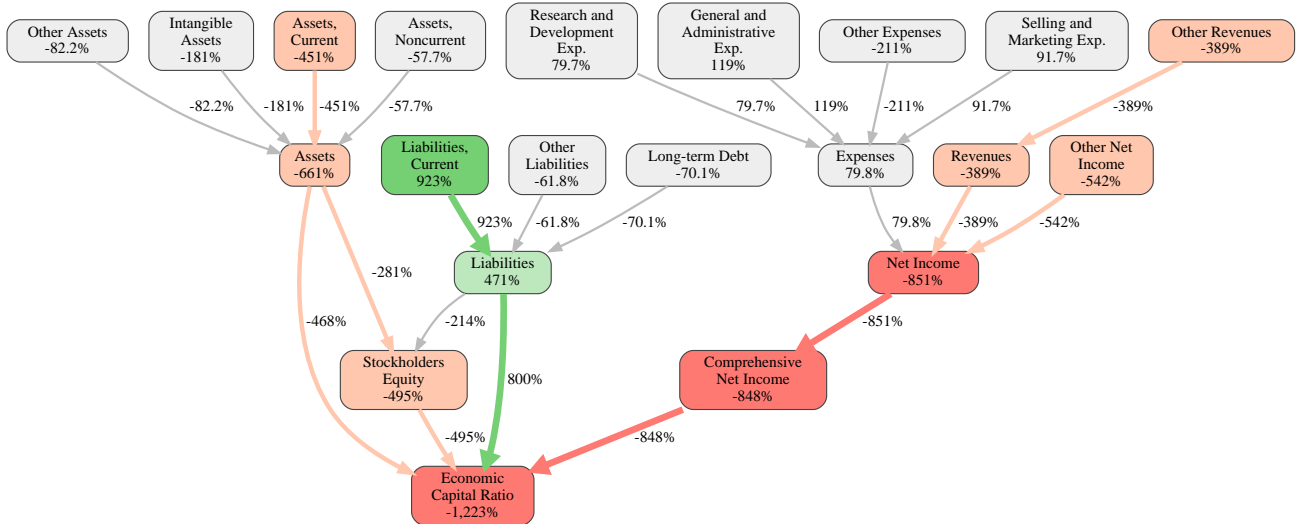 Other Assets
-82.2%
Intangible
Assets
-181%
Assets,
Current
-451%
Assets,
Noncurrent
-57.7%
Research and
Development
Exp.
79.7%
General and
Administrative
Exp.
119%
Other Expenses
-211%
Selling and
Marketing Exp.
91.7%
Other Revenues
-389%
-82.2%
-181%
-451%
-57.7%
79.7%
119%
-211%
91.7%
-389%
Assets
-661%
Liabilities,
Current
923%
Other
Liabilities
-61.8%
Long-term Debt
-70.1%
Expenses
79.8%
Revenues
-389%
Other Net
Income
-542%
923%
-61.8%
-70.1%
79.8%
-389%
-542%
-281%
Liabilities
471%
Net Income
-851%
-468%
-214%
-851%
Stockholders
Equity
-495%
800%
Comprehensive
Net Income
-848%
-495%
-848%
Economic
Capital Ratio
-1,223%